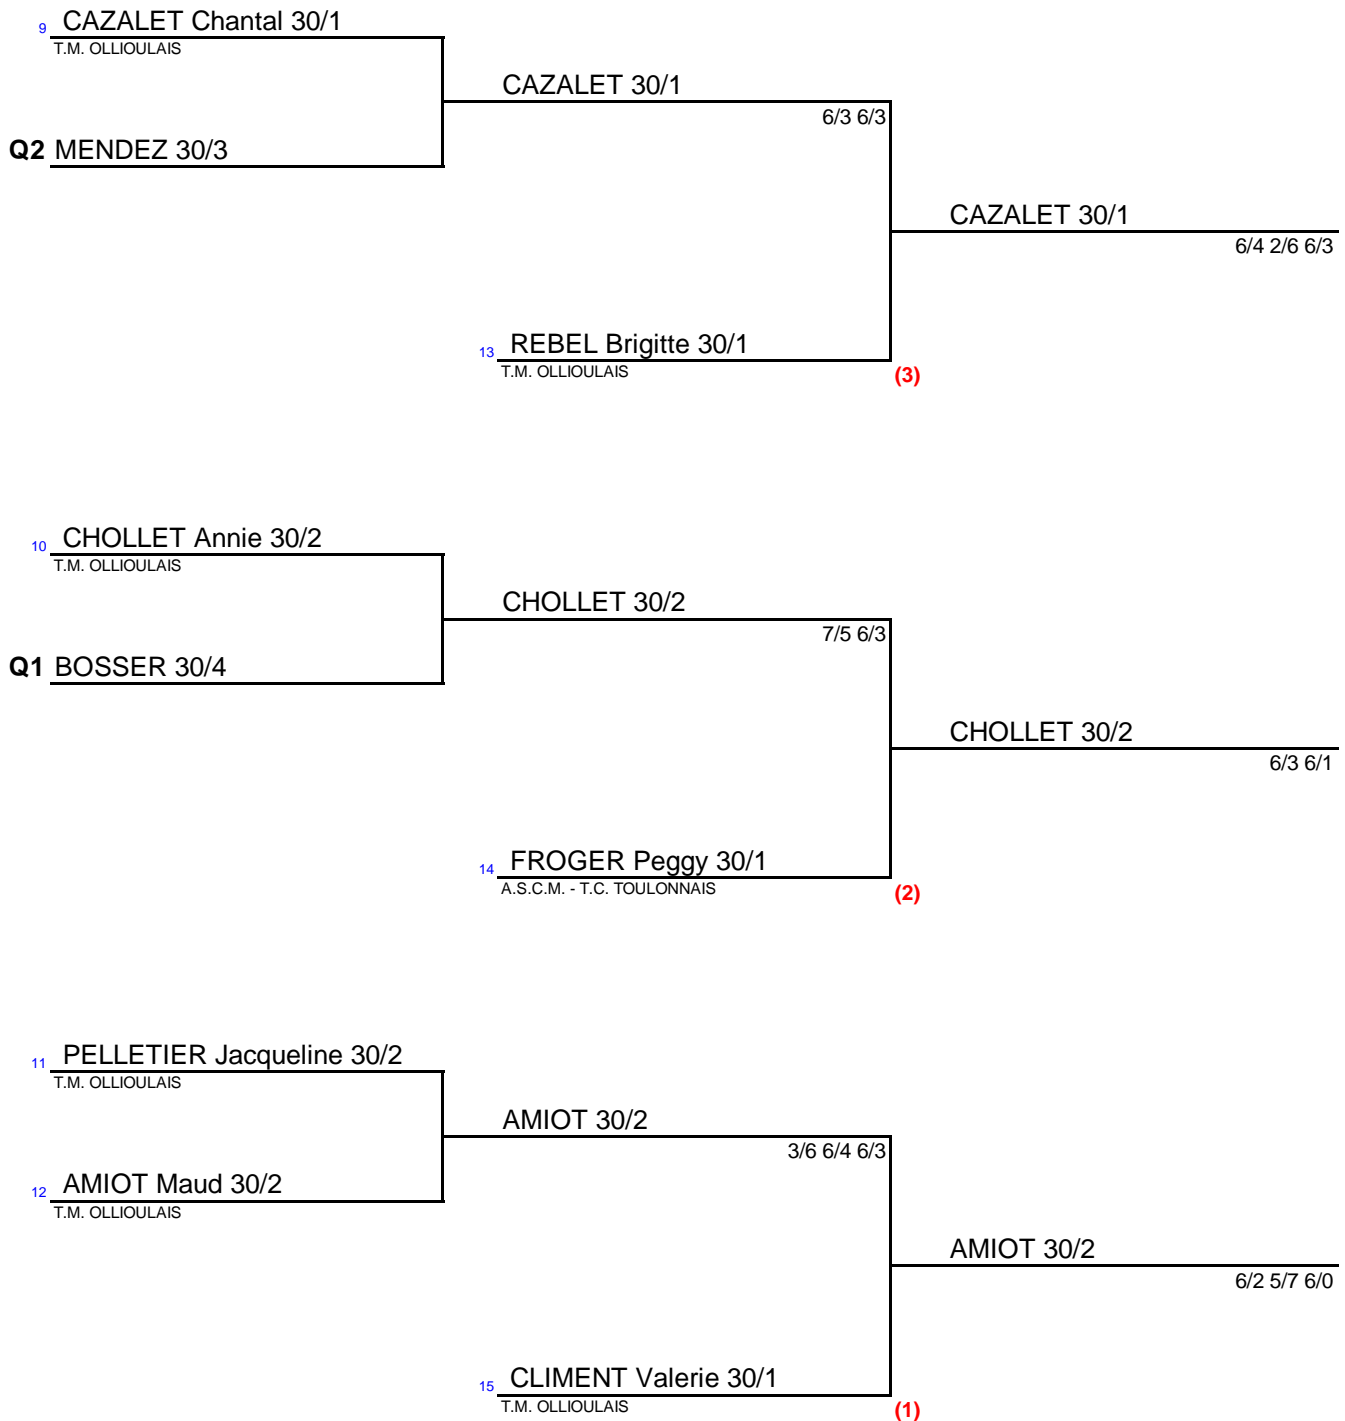 9 CAZALET Chantal 30/1
T.M. OLLIOULAIS
CAZALET 30/1
6/3 6/3
Q2 MENDEZ 30/3
CAZALET 30/1
6/4 2/6 6/3
13 REBEL Brigitte 30/1
T.M. OLLIOULAIS
(3)
10 CHOLLET Annie 30/2
T.M. OLLIOULAIS
CHOLLET 30/2
7/5 6/3
Q1 BOSSER 30/4
CHOLLET 30/2
6/3 6/1
14 FROGER Peggy 30/1
A.S.C.M. - T.C. TOULONNAIS
(2)
11 PELLETIER Jacqueline 30/2
T.M. OLLIOULAIS
AMIOT 30/2
3/6 6/4 6/3
12 AMIOT Maud 30/2
T.M. OLLIOULAIS
AMIOT 30/2
6/2 5/7 6/0
15 CLIMENT Valerie 30/1
T.M. OLLIOULAIS
(1)